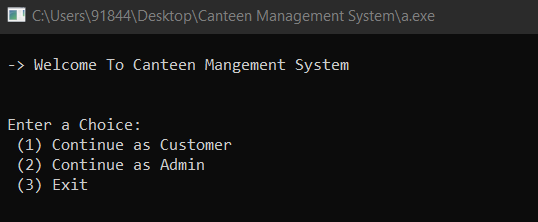 C:\Users\91844\Desktop\Canteen Management System\a.exe
-> Welcome To Canteen Mangement System
Enter a Choice:
(1) Continue as Customer
(2) Continue as Admin
(3) Exit